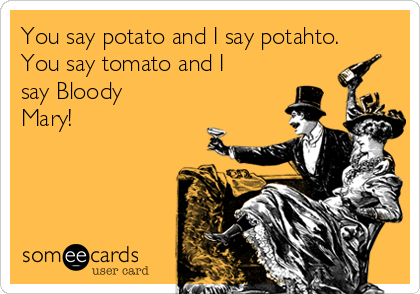 You say potato and I say potahto.
You say tomato and I
say Bloody
Mary!
someecards
user card